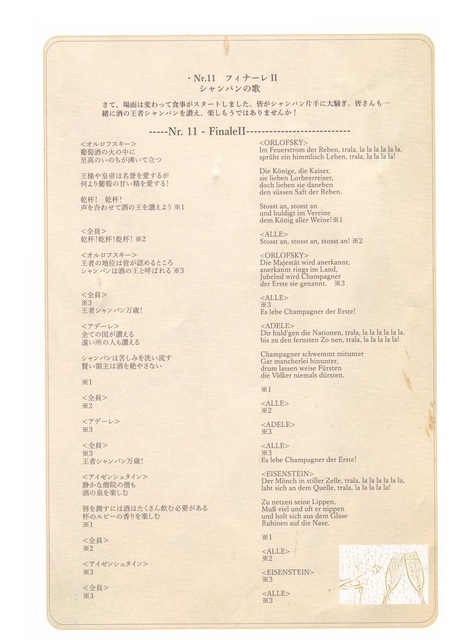 ・Nr.11　フィナーレⅡ
シャンパンの歌
さて、場面は変わって食事がスタートしました。皆がシャンパン片手に大騒ぎ。皆さんも一
緒に酒の王者シャンパンを讃え、楽しもうではありませんか！
-----Nr. 11 - FinaleII----------------------------
<オルロフスキー>
葡萄酒の火の中に
至高のいのちが沸いて立つ
王様や皇帝は名誉を愛するが
何より葡萄の甘い精を愛する！
乾杯！　乾杯！
声を合わせて酒の王を讃えよう ※1
<全員>
乾杯！乾杯！乾杯！ ※2
<オルロフスキー>
王者の地位は皆が認めるところ
シャンパンは酒の王と呼ばれる ※3
<全員>
※3
王者シャンパン万歳！
<アデーレ>
全ての国が讃える
遠い所の人も讃える
シャンパンは苦しみを洗い流す
賢い領主は酒を絶やさない
※1
<全員>
※2
<アデーレ>
※3
<全員>
※3
王者シャンパン万歳！
<アイゼンシュタイン>
静かな僧院の僧も
酒の泉を楽しむ
唇を潤すには酒はたくさん飲む必要がある
杯のルビーの香りを楽しむ
※1
<全員>
※2
<アイゼンシュタイン>
※3
<全員>
※3
<ORLOFSKY>
Im Feuerstrom der Reben, trala, la la la la la la,
sprüht ein himmlisch Leben, trala, la la la la!
Die Könige, die Kaiser,
sie lieben Lorbeerreiser,
doch lieben sie daneben
den süssen Saft der Reben.
Stosst an, stosst an
und huldigt im Vereine
dem König aller Weine!※1
<ALLE>
Stosst an, stosst an, stosst an! ※2
<ORLOFSKY>
Die Majestät wird anerkannt,
anerkannt rings im Land,
Jubelnd wird Champagner
der Erste sie genannt.　※3
<ALLE>
※3
Es lebe Champagner der Erste!
<ADELE>
Dir huld'gen die Nationen, trala, la la la la la la,
bis zu den fernsten Zo nen, trala, la la la la!
Champagner schwemmt mitunter
Gar mancherlei hinunter,
drum lassen weise Fürsten
die Völker niemals dürsten.
※1
<ALLE>
※2
<ADELE>
※3
<ALLE>
※3
Es lebe Champagner der Erste!
<EISENSTEIN>
Der Mönch in stiller Zelle, trala, la la la la la la,
labt sich an dem Quelle, trala, la la la la!
Zu netzen seine Lippen,
Muß viel und oft er nippen
und holt sich aus dem Glase
Rubinen auf die Nase.
※1
<ALLE>
※2
<EISENSTEIN>
※3
<ALLE>
※3